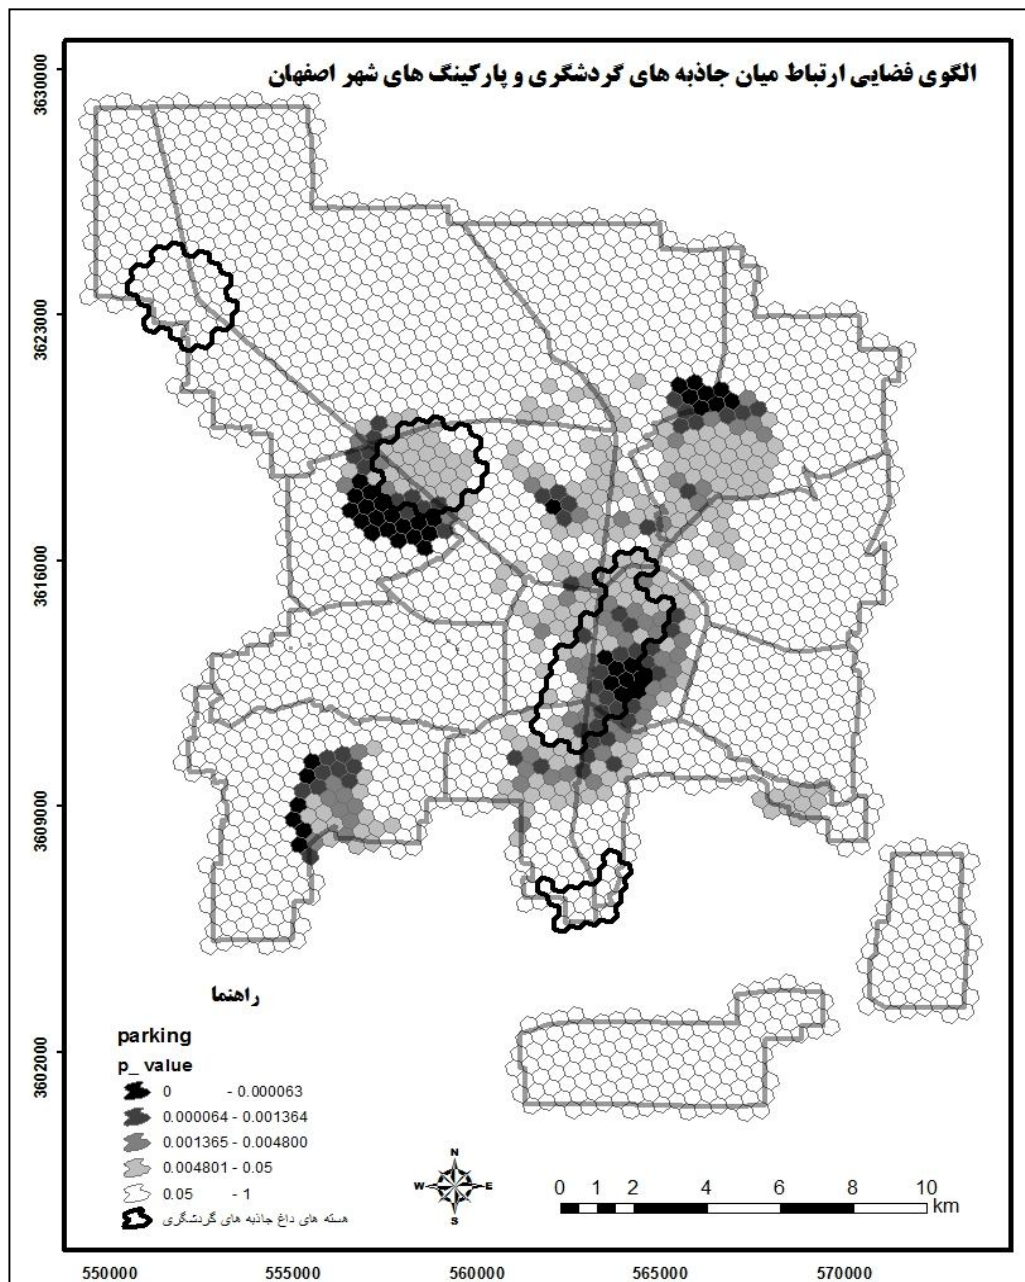 الگوی فضایی ارتباط میان جاذبه های گردشگری و پارکینگ های شهر اصفهان
3630000
3623000
3616000
3609000
3602000
راهنما
parking
p_ value
0 - 0.000063
0.000064 - 0.001364
0.001365 - 0.004800
0.004801 - 0.05
0.05 - 1
هسته های داغ جاذبه های گردشگری
N
W E
S
0 1 2 4 6 8 10
km
550000 555000 560000 565000 570000